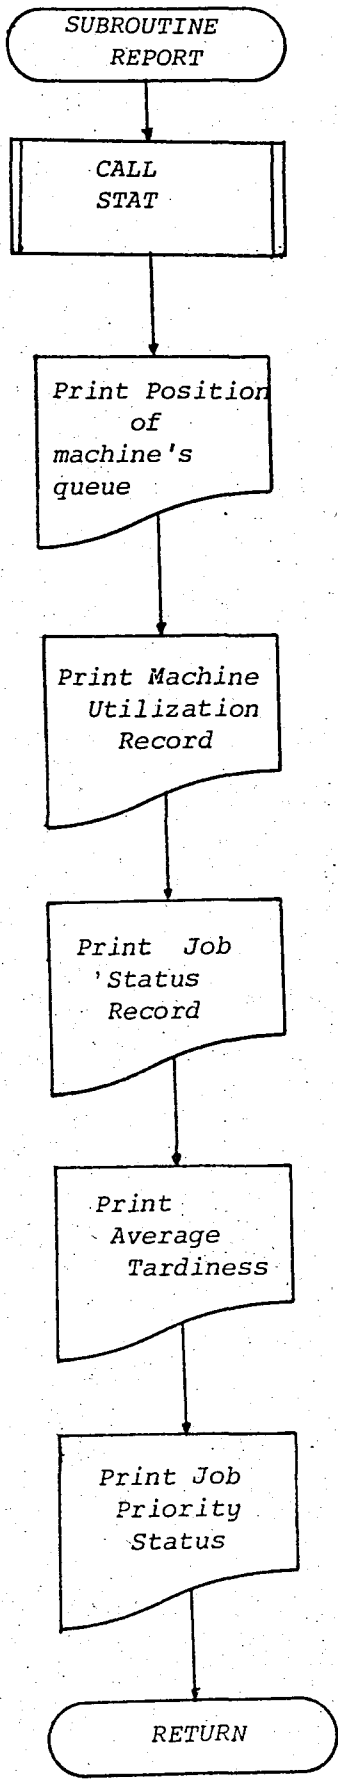 SUBROUTINE
REPORT
CALL
STAT
Print Position
of
machine's
queue
Print Machine
Utilization
Record
Print Job
'Status
Record
Print
Average
Tardiness
Print Job
Priority
Status
RETURN